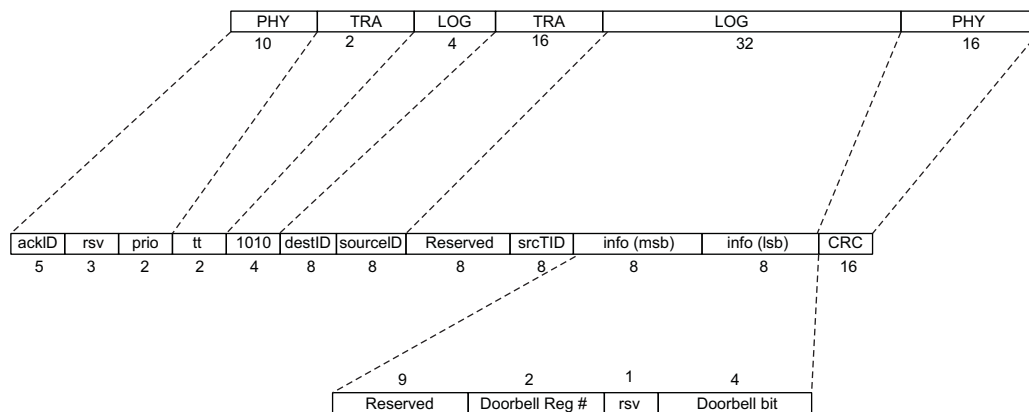 PHY TRA LOG TRA LOG PHY
10 2 4 16 32 16
ackID rsv prio tt 1010 destID sourceID Reserved srcTID info (msb) info (lsb) CRC
5 3 2 2 4 8 8 8 8 8 8 16
9 2 1 4
Reserved Doorbell Reg # rsv Doorbell bit